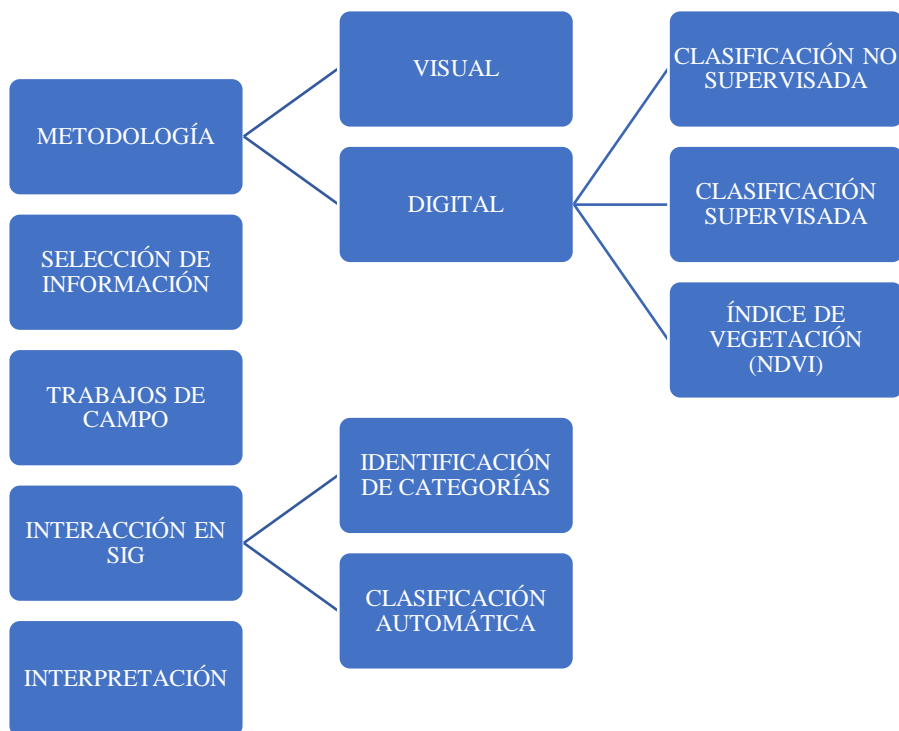 METODOLOGÍA
VISUAL
DIGITAL
CLASIFICACIÓN NO
SUPERVISADA
CLASIFICACIÓN
SUPERVISADA
ÍNDICE DE
VEGETACIÓN
(NDVI)
SELECCIÓN DE
INFORMACIÓN
TRABAJOS DE
CAMPO
INTERACCIÓN EN
SIG
IDENTIFICACIÓN
DE CATEGORÍAS
CLASIFICACIÓN
AUTOMÁTICA
INTERPRETACIÓN